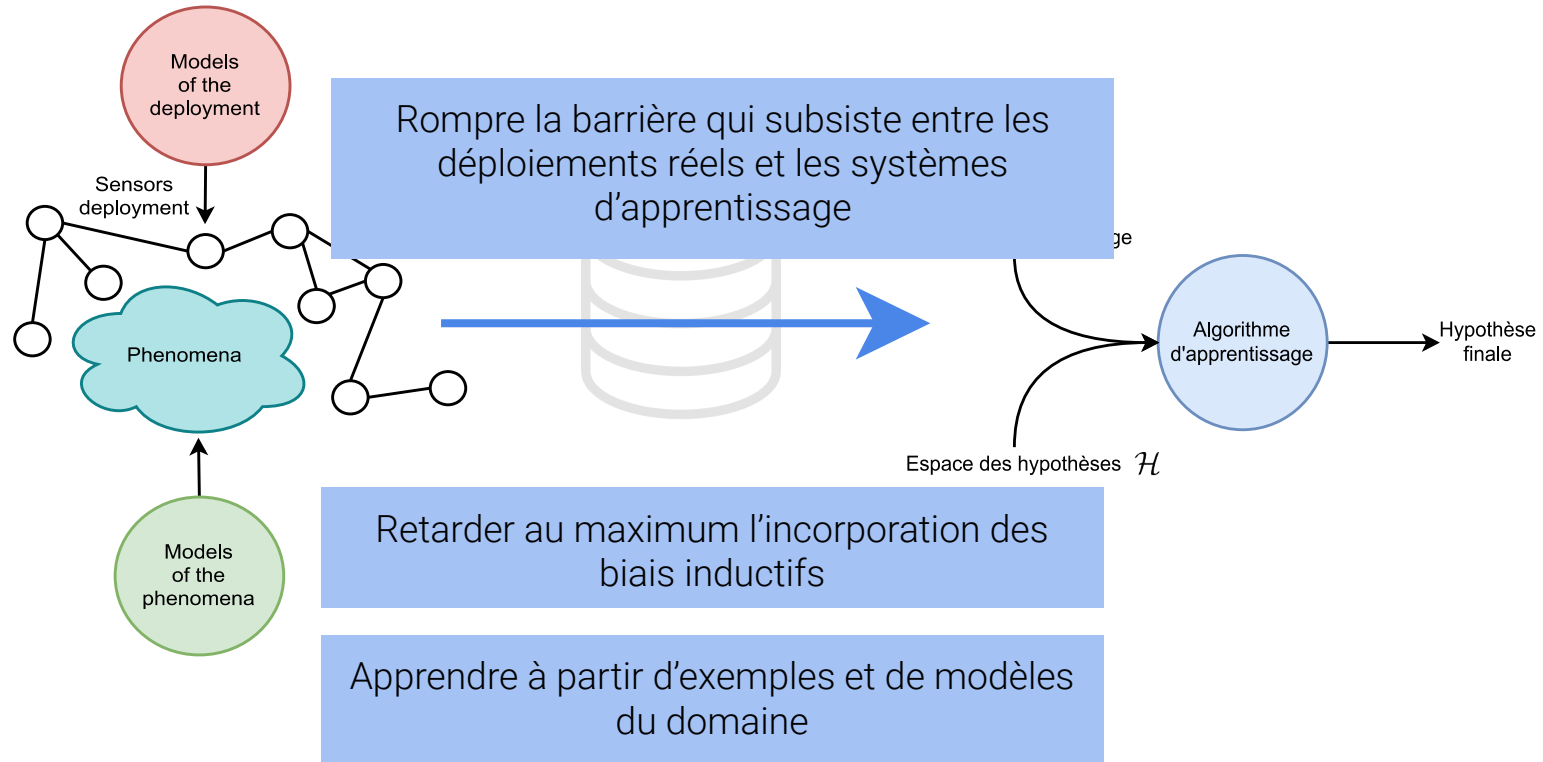 Models
of the
deployment
Rompre la barrière qui subsiste entre les
déploiements réels et les systèmes
d'apprentissage
Sensors
deployment
ge
Phenomena
Algorithme
d'apprentissage
Hypothèse
finale
Espace des hypothèses ℋ
Models
of the
phenomena
Retarder au maximum l'incorporation des
biais inductifs
Apprendre à partir d'exemples et de modèles
du domaine